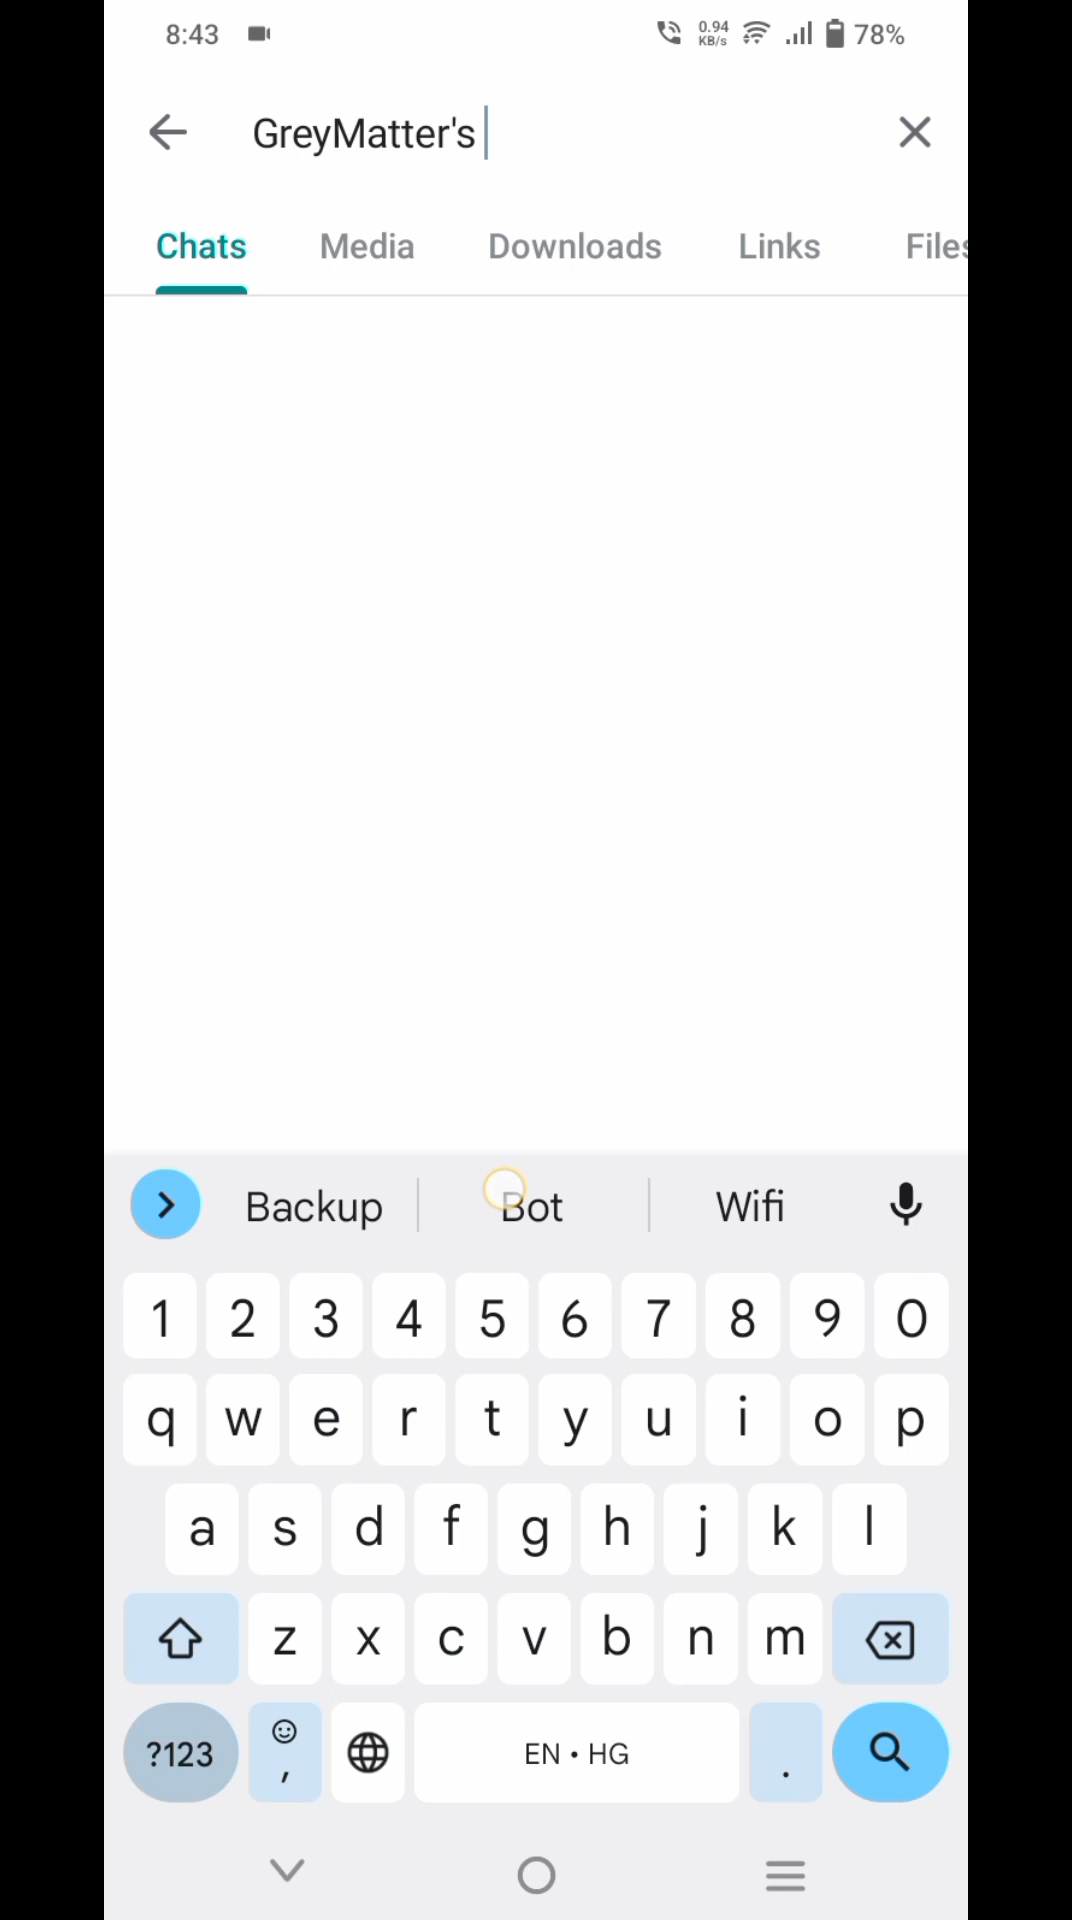 8:43 0.94 KB/s 78%
GreyMatter's
Chats Media Downloads Links Files
Backup Bot Wifi
1 2 3 4 5 6 7 8 9 0
q w e r t y u i o p
a s d f g h j k l
z x c v b n m
?123 , EN • HG .